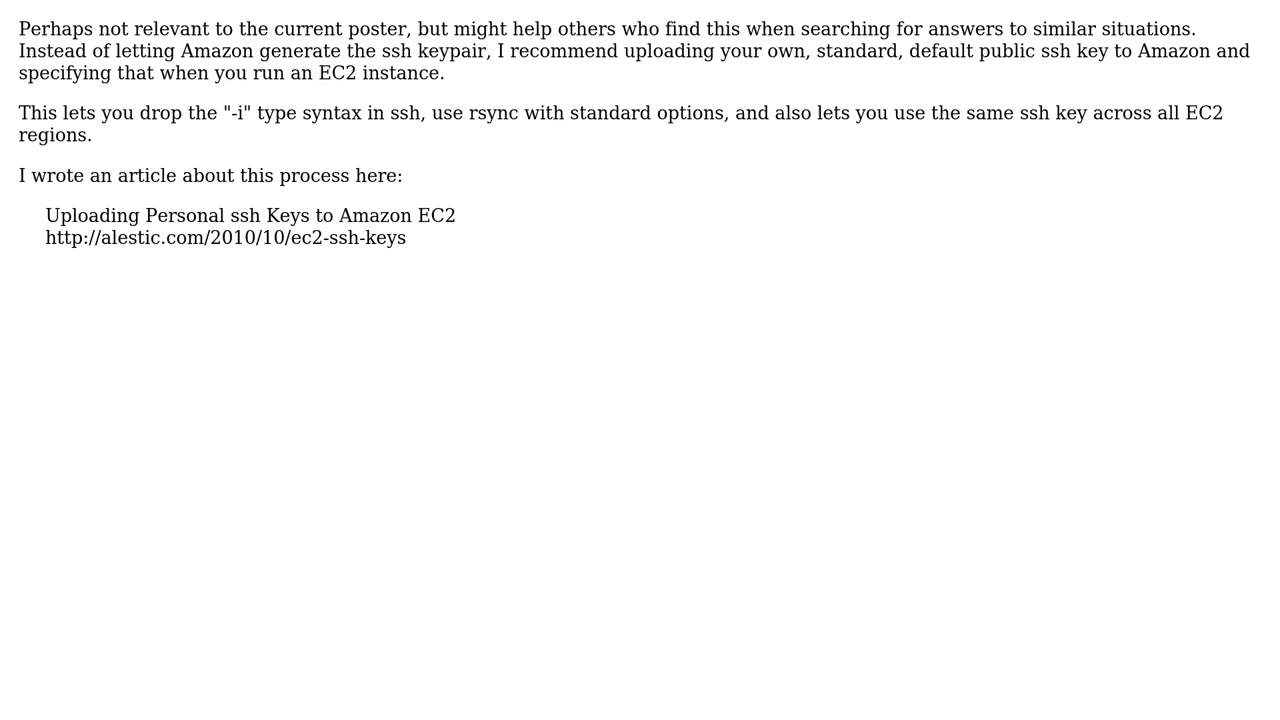 Perhaps not relevant to the current poster, but might help others who find this when searching for answers to similar situations.
Instead of letting Amazon generate the ssh keypair, I recommend uploading your own, standard, default public ssh key to Amazon and
specifying that when you run an EC2 instance.
This lets you drop the "-i" type syntax in ssh, use rsync with standard options, and also lets you use the same ssh key across all EC2
regions.
I wrote an article about this process here:
Uploading Personal ssh Keys to Amazon EC2
http://alestic.com/2010/10/ec2-ssh-keys